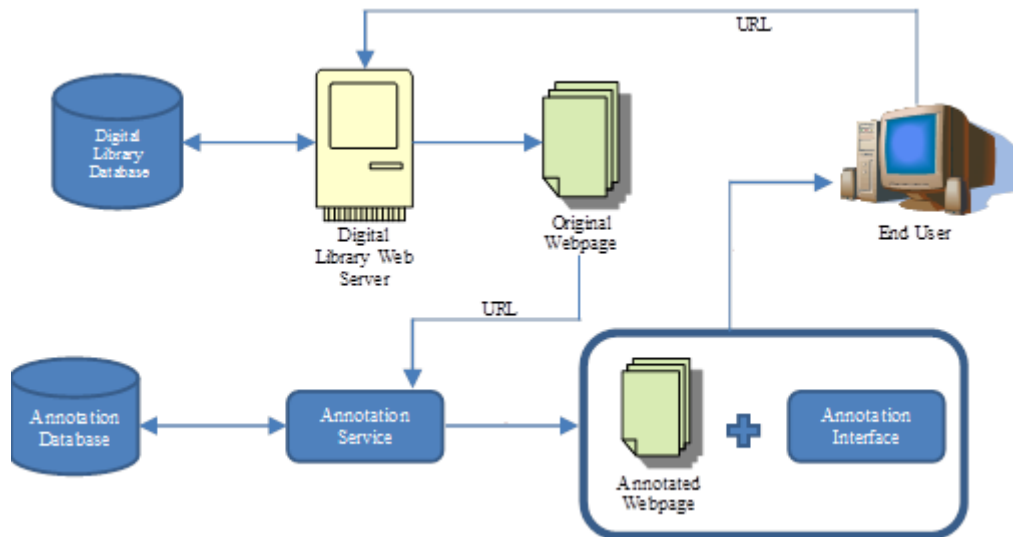 URL
Digital
Library
Database
Digital
Library Web
Server
Original
Webpage
End User
URL
Annotation
Database
Annotation
Service
Annotated
Webpage
Annotation
Interface